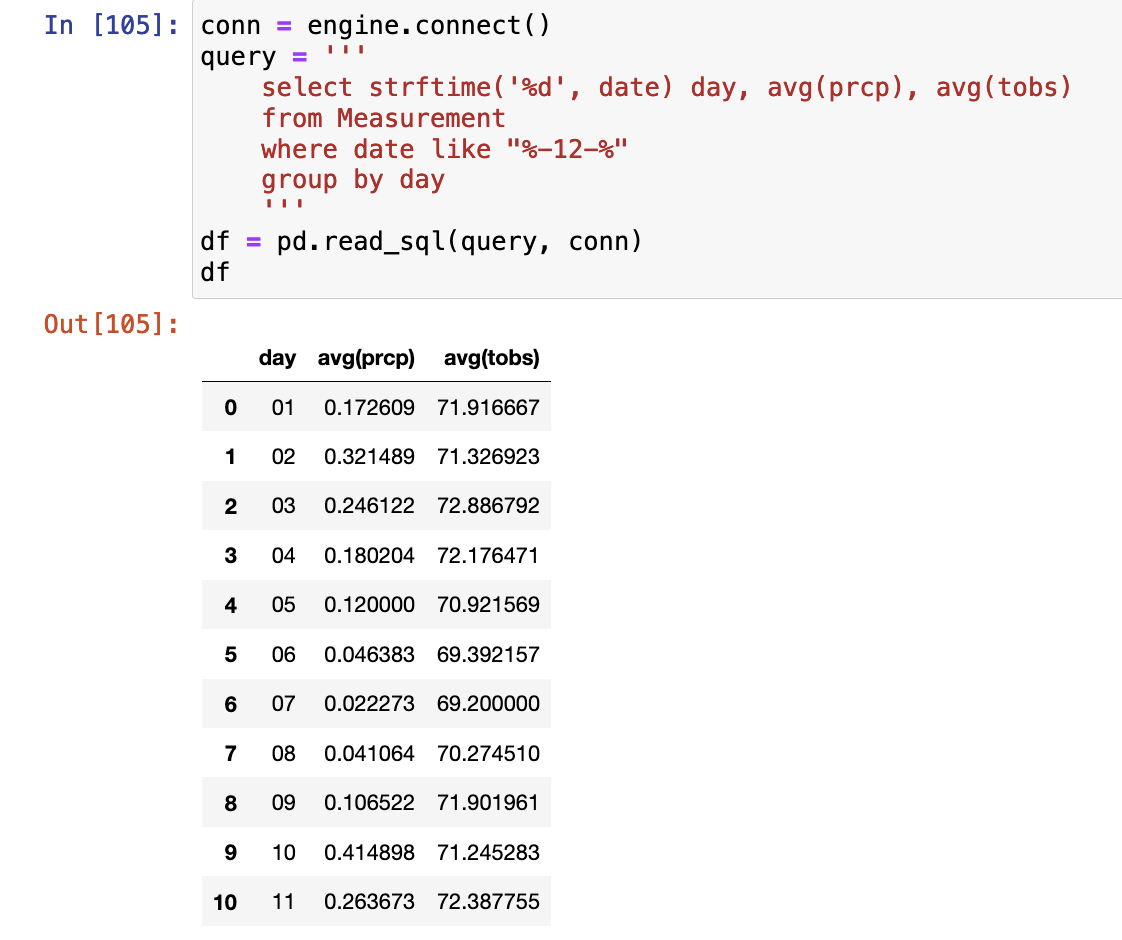 In [105]: conn = engine.connect()
query = '''
select strftime('%d', date) day, avg(prcp), avg(tobs)
from Measurement
where date like "%-12-%"
group by day
'''
df = pd.read_sql(query, conn)
df
Out[105]:
day avg(prcp) avg(tobs)
0 01 0.172609 71.916667
1 02 0.321489 71.326923
2 03 0.246122 72.886792
3 04 0.180204 72.176471
4 05 0.120000 70.921569
5 06 0.046383 69.392157
6 07 0.022273 69.200000
7 08 0.041064 70.274510
8 09 0.106522 71.901961
9 10 0.414898 71.245283
10 11 0.263673 72.387755